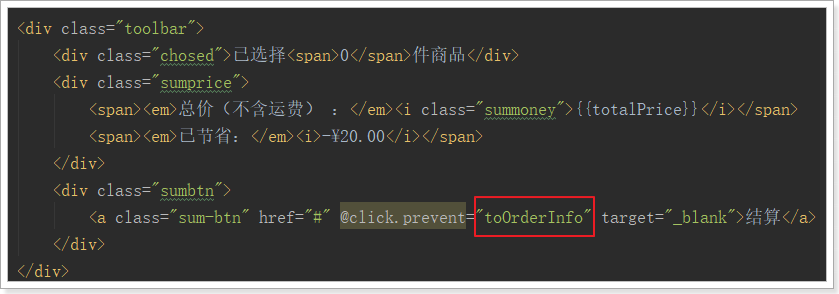 <div class="toolbar">
<div class="chosed">已选择<span>0</span>件商品</div>
<div class="sumprice">
<span><em>总价（不含运费） ：</em><i class="summoney">{{totalPrice}}</i></span>
<span><em>已节省：</em><i>-¥20.00</i></span>
</div>
<div class="sumbtn">
<a class="sum-btn" href="#" @click.prevent="toOrderInfo" target="_blank">结算</a>
</div>
</div>